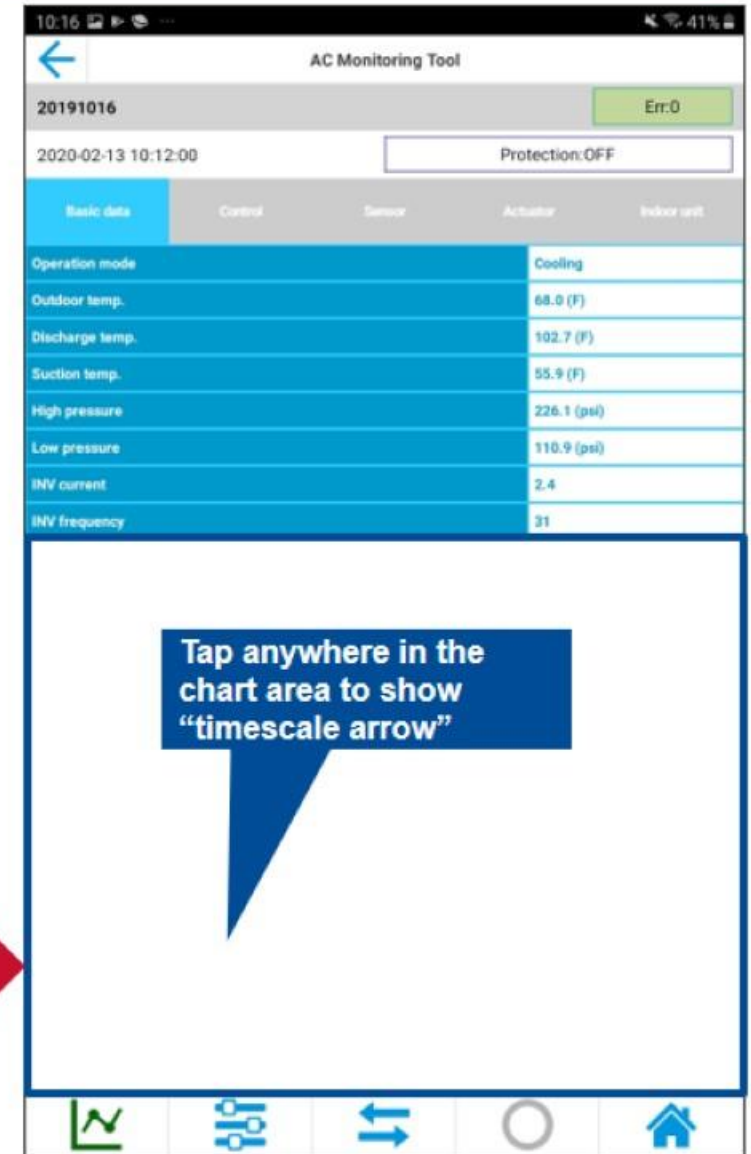 10:16 ... 41%
AC Monitoring Tool
20191016 Err:0
2020-02-13 10:12:00 Protection:OFF
Basic data Control Sensor Actuator Indoor unit
Operation mode Cooling
Outdoor temp. 68.0 (F)
Discharge temp. 102.7 (F)
Suction temp. 55.9 (F)
High pressure 226.1 (psi)
Low pressure 110.9 (psi)
INV current 2.4
INV frequency 31
Tap anywhere in the
chart area to show
“timescale arrow”